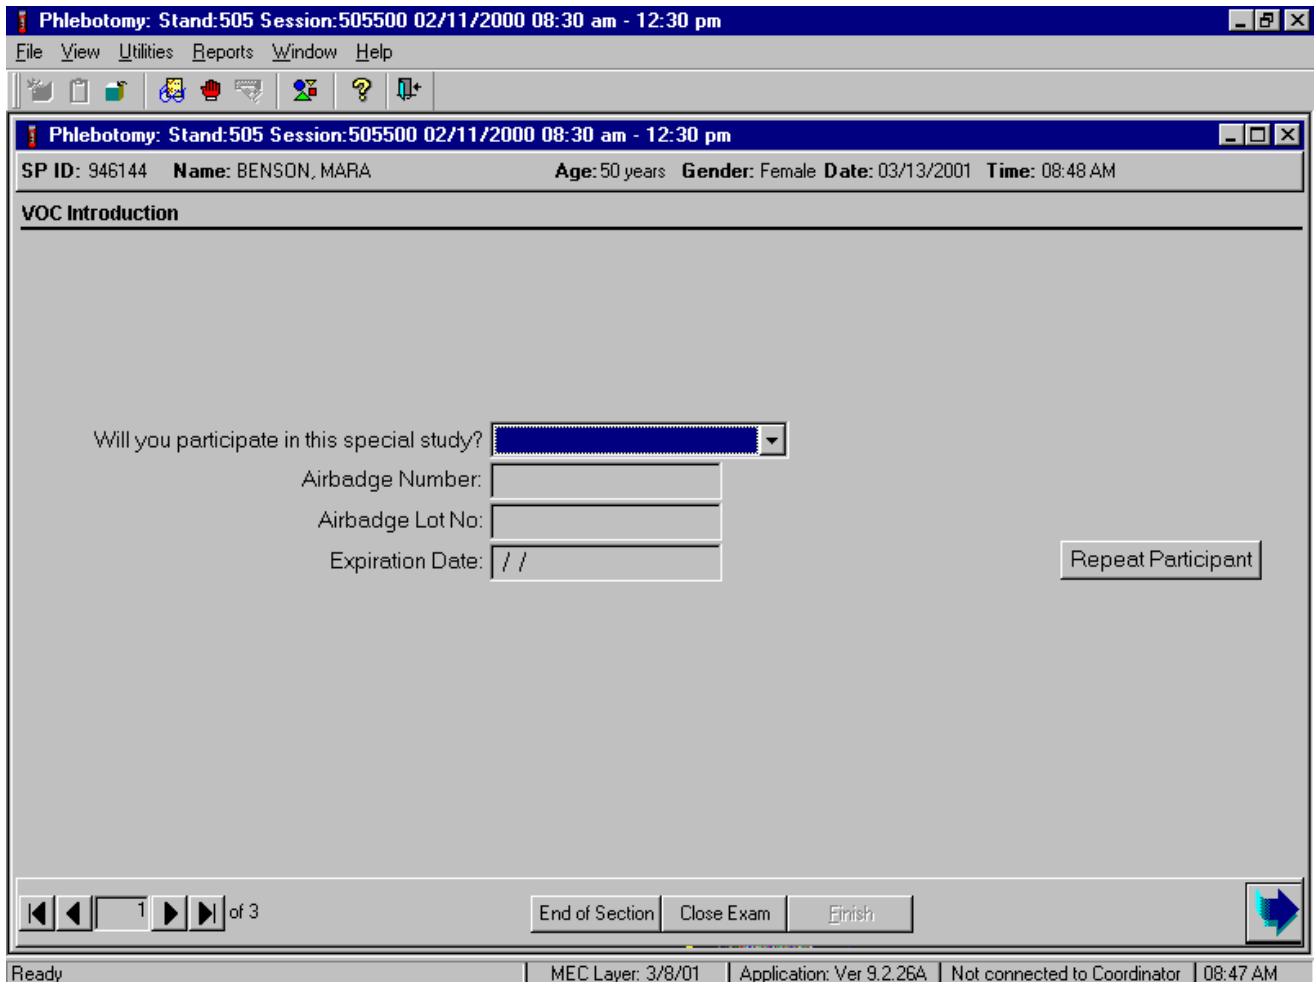 Phlebotomy: Stand:505 Session:505500 02/11/2000 08:30 am - 12:30 pm
File View Utilities Reports Window Help
Phlebotomy: Stand:505 Session:505500 02/11/2000 08:30 am - 12:30 pm
SP ID: 946144 Name: BENSON, MARA Age: 50 years Gender: Female Date: 03/13/2001 Time: 08:48 AM
VOC Introduction
Will you participate in this special study?
Airbadge Number:
Airbadge Lot No:
Expiration Date: / /
Repeat Participant
1 of 3 End of Section Close Exam Finish
Ready MEC Layer: 3/8/01 Application: Ver 9.2.26A Not connected to Coordinator 08:47 AM